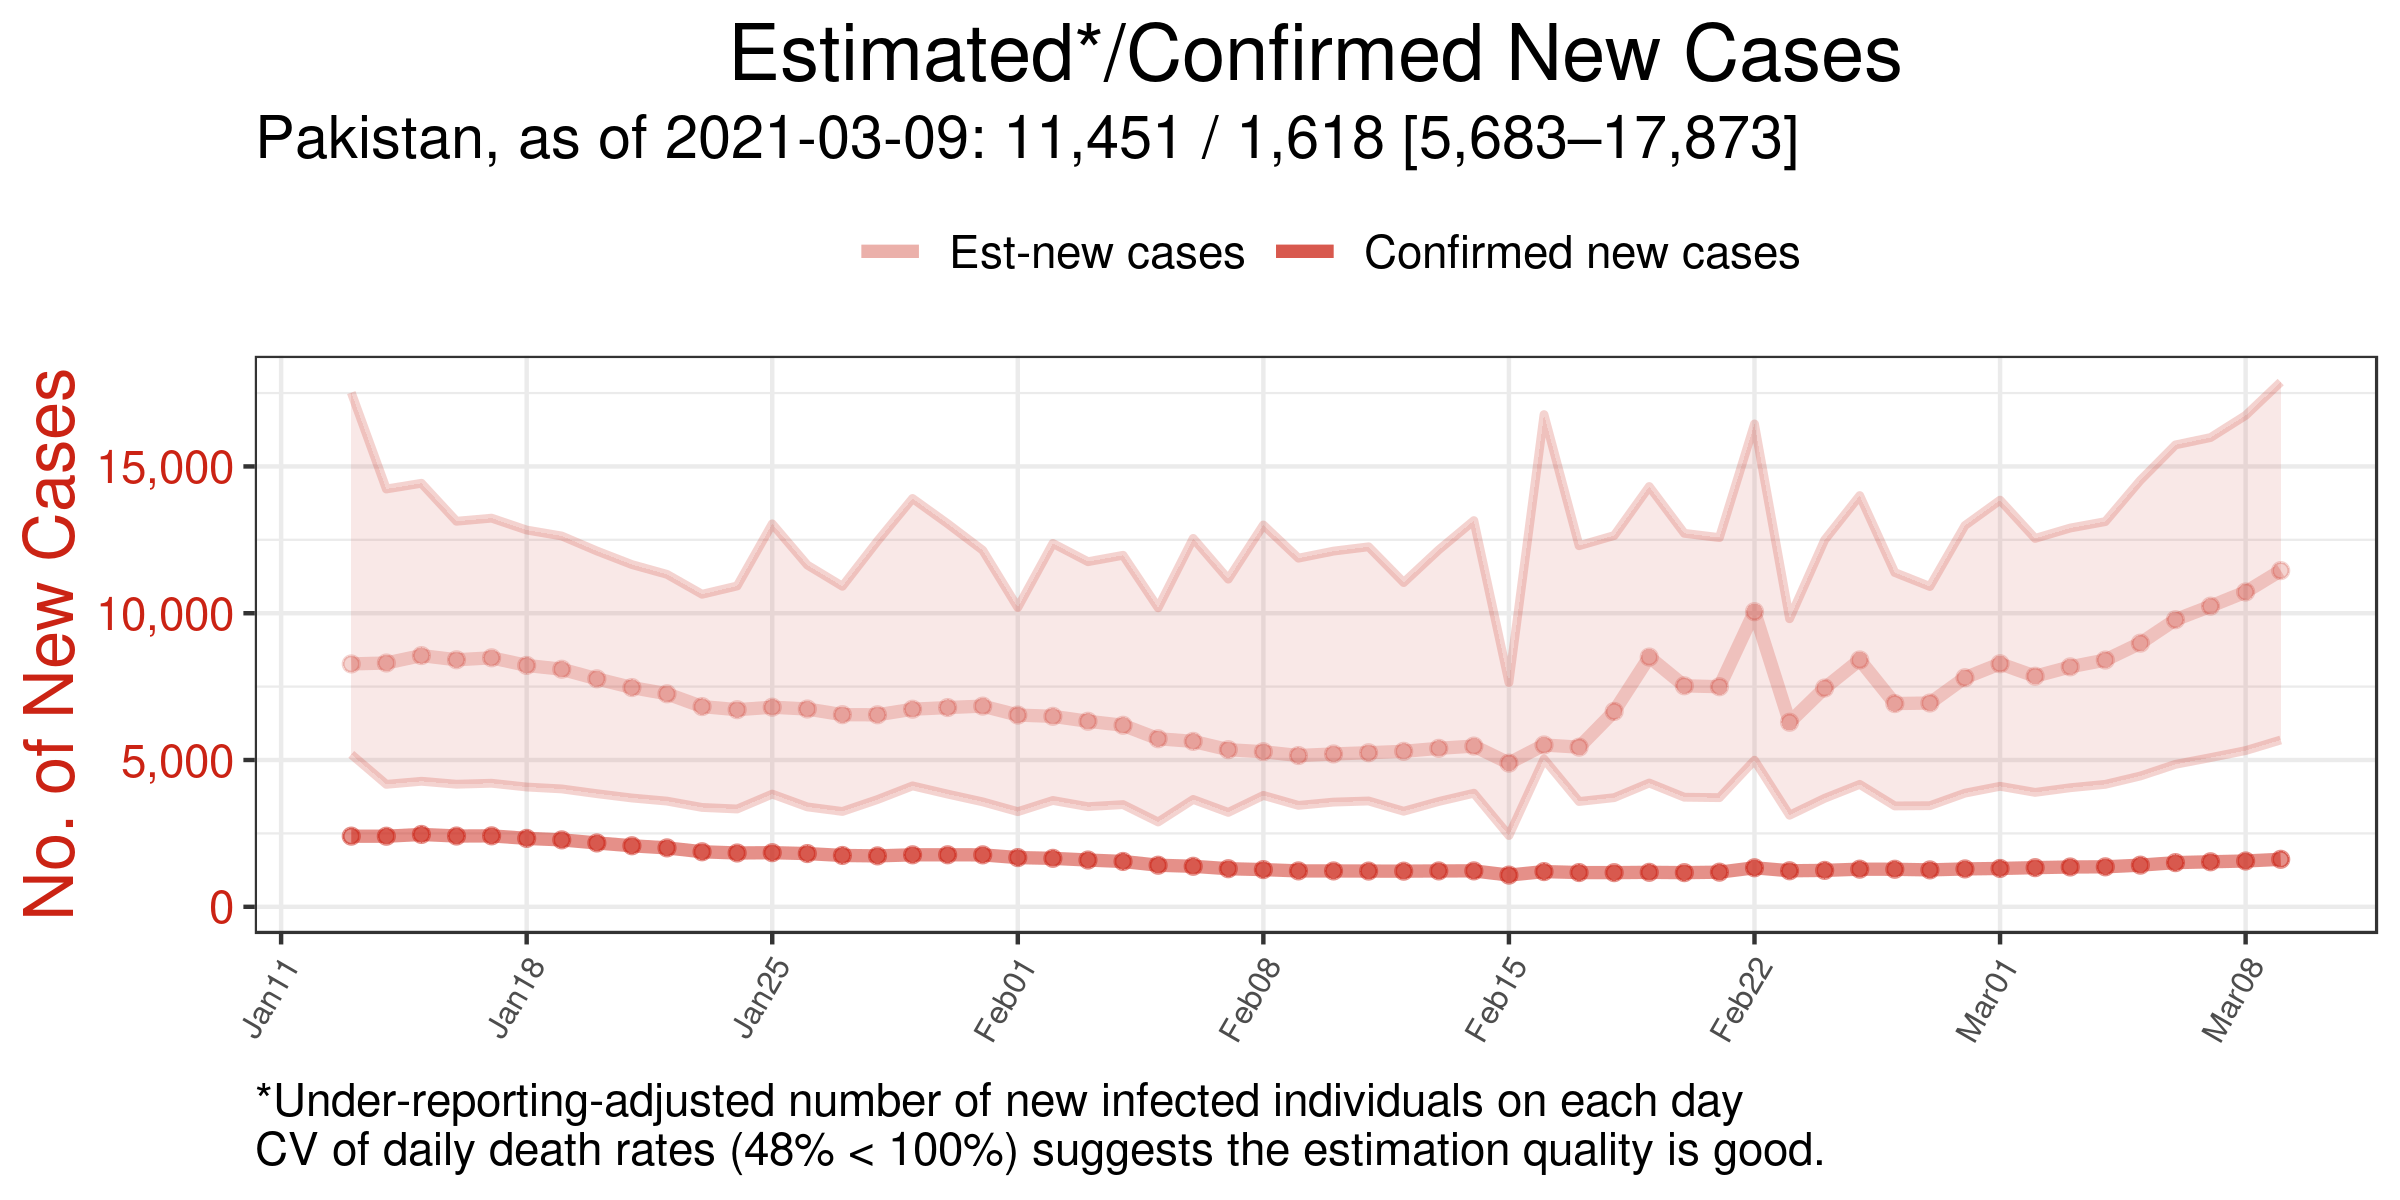 Estimated*/Confirmed New Cases
Pakistan, as of 2021-03-09: 11,451 / 1,618 [5,683–17,873]
Est-new cases Confirmed new cases
No. of New Cases
15,000
10,000
5,000
0
Jan11 Jan18 Jan25 Feb01 Feb08 Feb15 Feb22 Mar01 Mar08
*Under-reporting-adjusted number of new infected individuals on each day
CV of daily death rates (48% < 100%) suggests the estimation quality is good.